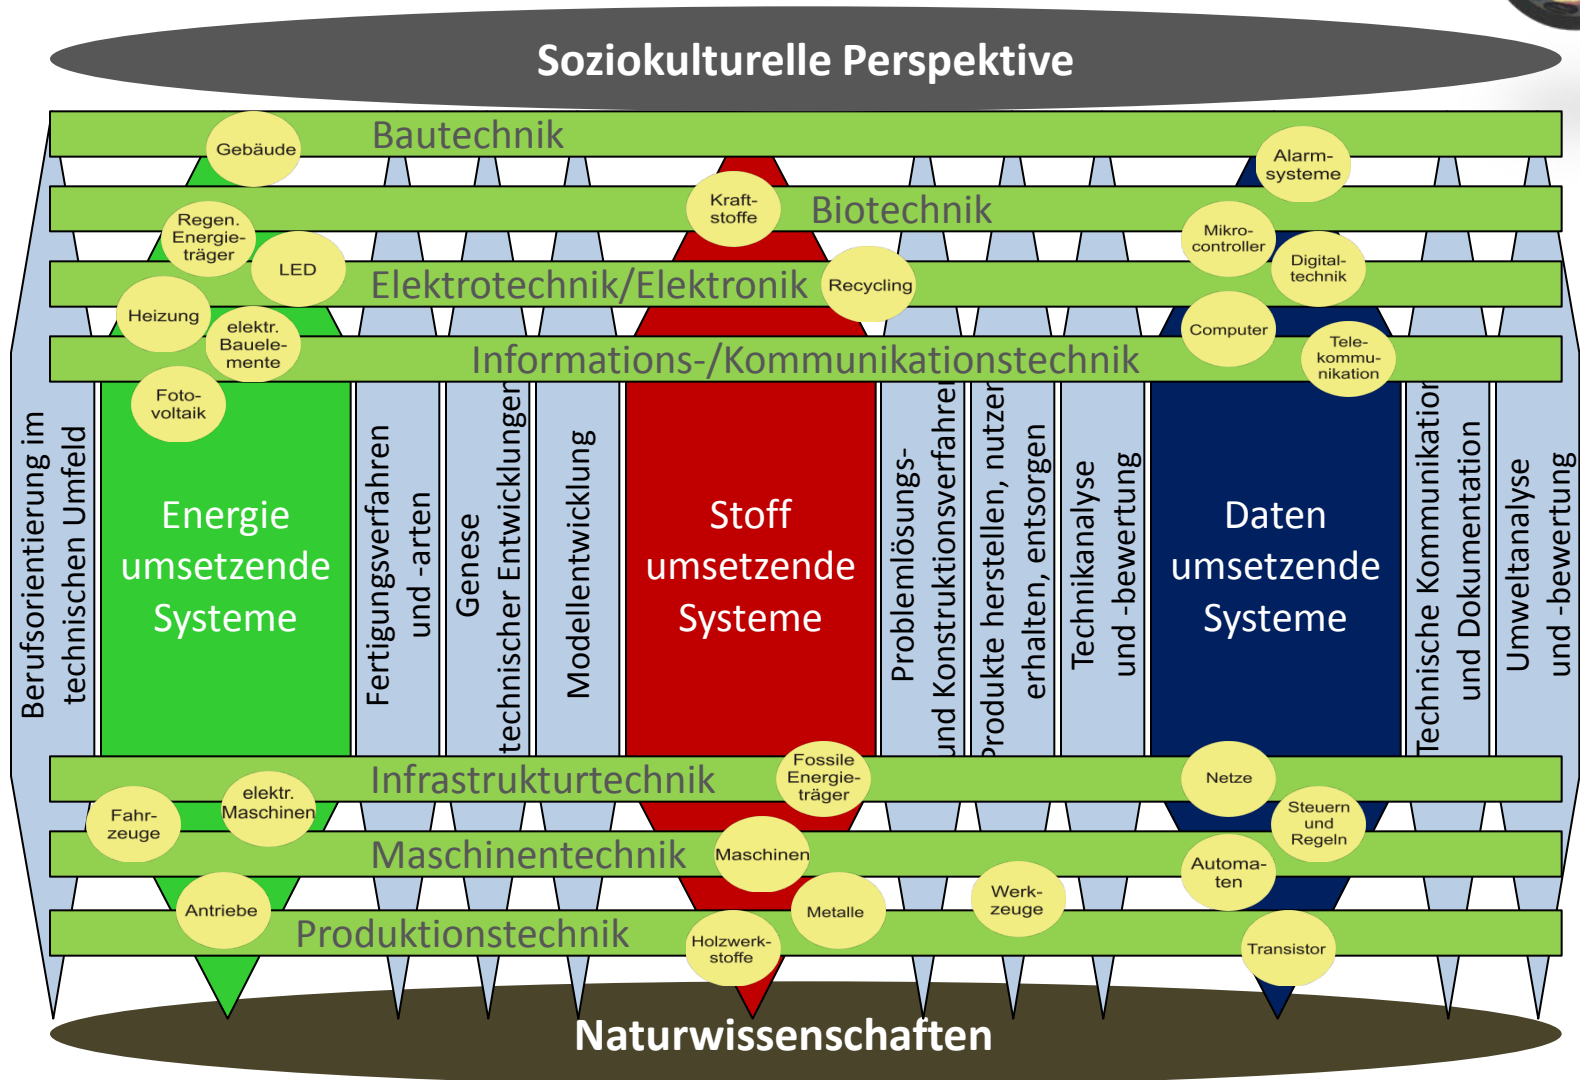 Soziokulturelle Perspektive
Bautechnik
Gebäude
Alarm-
systeme
Kraft-
stoffe
Biotechnik
Regen.
Energie-
träger
LED
Mikro-
controller
Digital-
technik
Elektrotechnik/Elektronik
Recycling
Heizung
elektr.
Bauele-
mente
Computer
Tele-
kommu-
nikation
Informations-/Kommunikationstechnik
Foto-
voltaik
Berufsorientierung im
technischen Umfeld
Energie
umsetzende
Systeme
Fertigungsverfahren
und -arten
Genese
technischer Entwicklungen
Modellentwicklung
Stoff
umsetzende
Systeme
Problemlösungs-
und Konstruktionsverfahren
Produkte herstellen, nutzen
erhalten, entsorgen
Technikanalyse
und -bewertung
Daten
umsetzende
Systeme
Technische Kommunikation
und Dokumentation
Umweltanalyse
und -bewertung
Infrastrukturtechnik
Fossile
Energie-
träger
Netze
Fahr-
zeuge
elektr.
Maschinen
Steuern
und
Regeln
Maschinentechnik
Maschinen
Automa-
ten
Antriebe
Metalle
Werk-
zeuge
Produktionstechnik
Holzwerk-
stoffe
Transistor
Naturwissenschaften